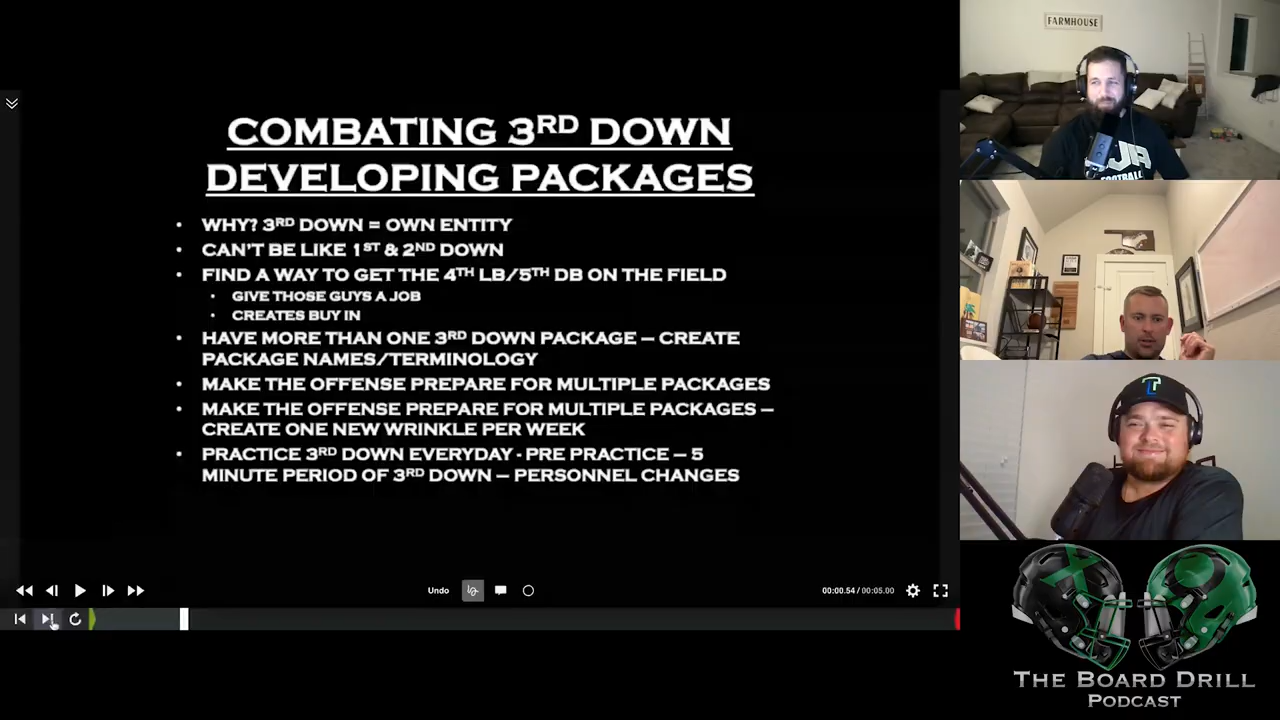 COMBATING 3RD DOWN
DEVELOPING PACKAGES
• WHY? 3RD DOWN = OWN ENTITY
• CAN'T BE LIKE 1ST & 2ND DOWN
• FIND A WAY TO GET THE 4TH LB/5TH DB ON THE FIELD
• GIVE THOSE GUYS A JOB
• CREATES BUY IN
• HAVE MORE THAN ONE 3RD DOWN PACKAGE – CREATE
PACKAGE NAMES/TERMINOLOGY
• MAKE THE OFFENSE PREPARE FOR MULTIPLE PACKAGES
• MAKE THE OFFENSE PREPARE FOR MULTIPLE PACKAGES –
CREATE ONE NEW WRINKLE PER WEEK
• PRACTICE 3RD DOWN EVERYDAY - PRE PRACTICE – 5
MINUTE PERIOD OF 3RD DOWN – PERSONNEL CHANGES
Undo
00:00.54 / 00:05.00
FARMHOUSE
FOOTBALL
THE BOARD DRILL
PODCAST